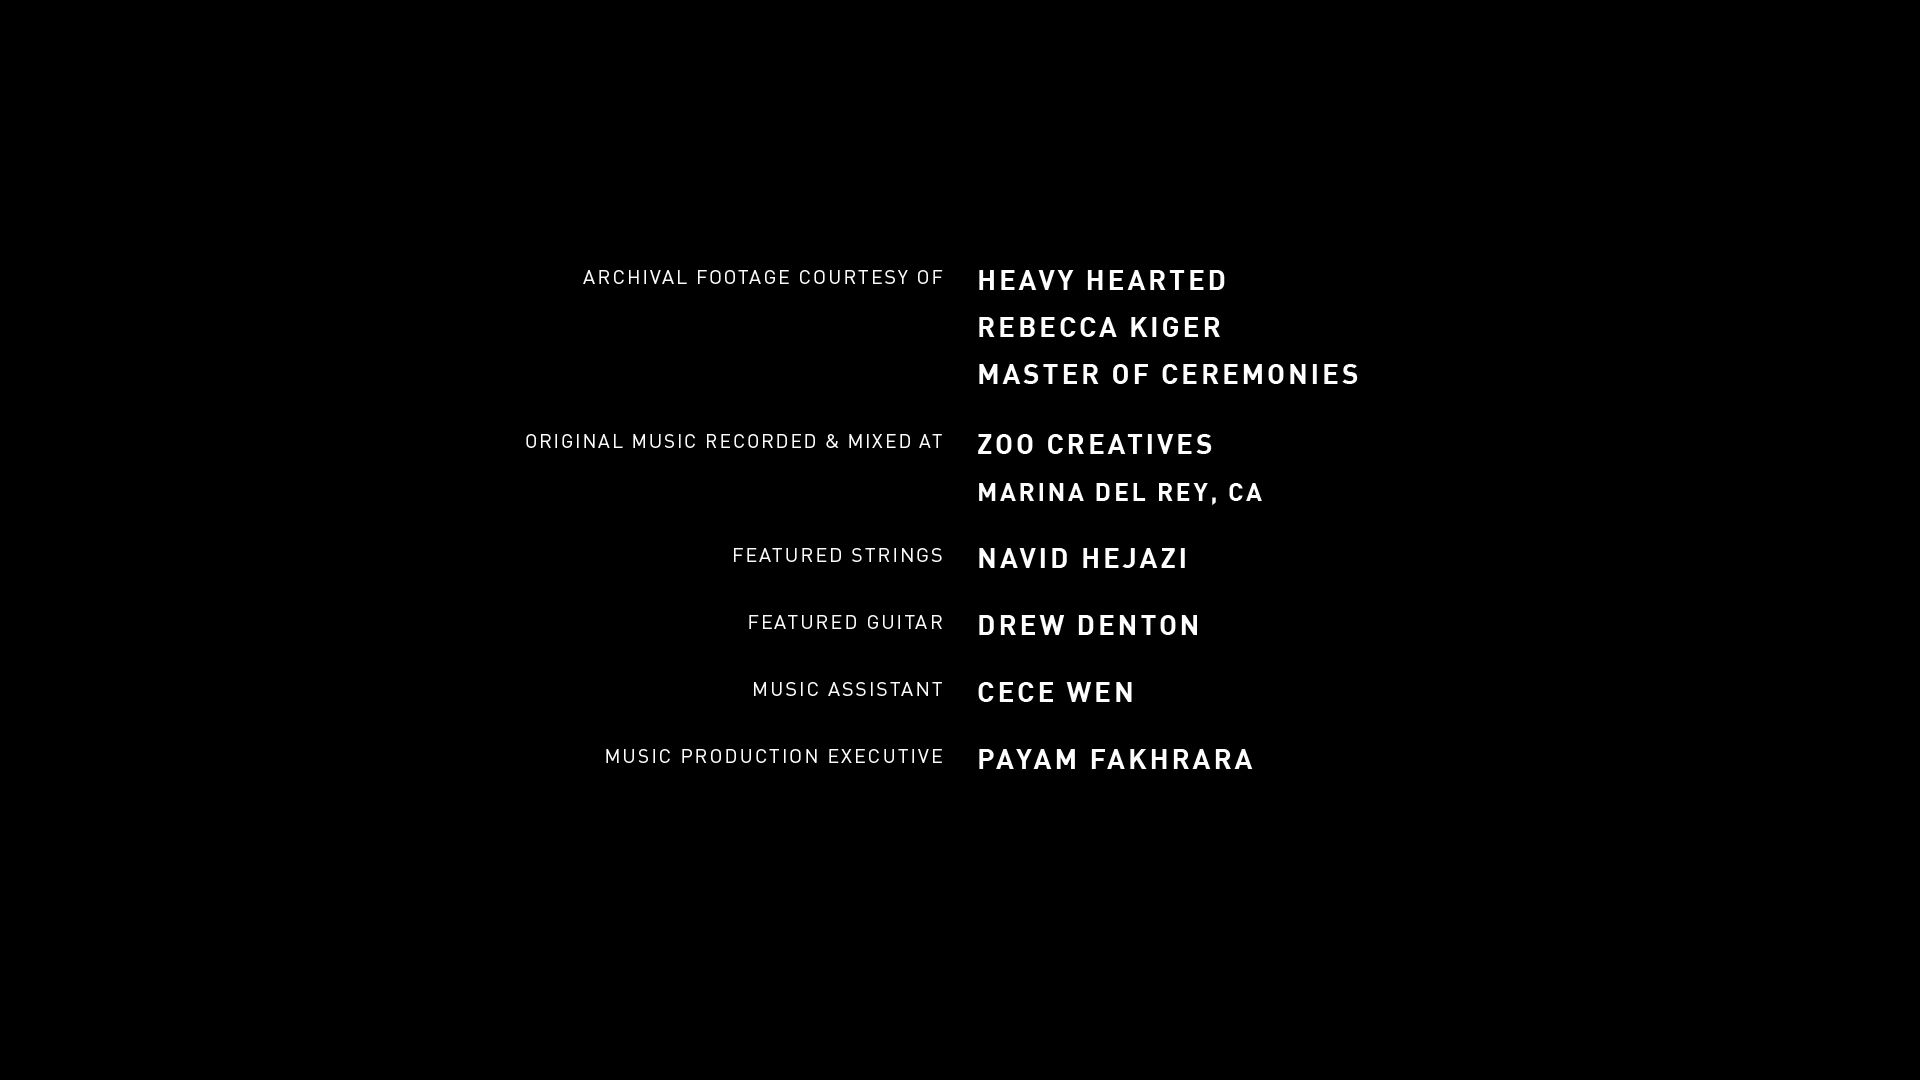 ARCHIVAL FOOTAGE COURTESY OF HEAVY HEARTED
REBECCA KIGER
MASTER OF CEREMONIES
ORIGINAL MUSIC RECORDED & MIXED AT ZOO CREATIVES
MARINA DEL REY, CA
FEATURED STRINGS NAVID HEJAZI
FEATURED GUITAR DREW DENTON
MUSIC ASSISTANT CECE WEN
MUSIC PRODUCTION EXECUTIVE PAYAM FAKHRARA